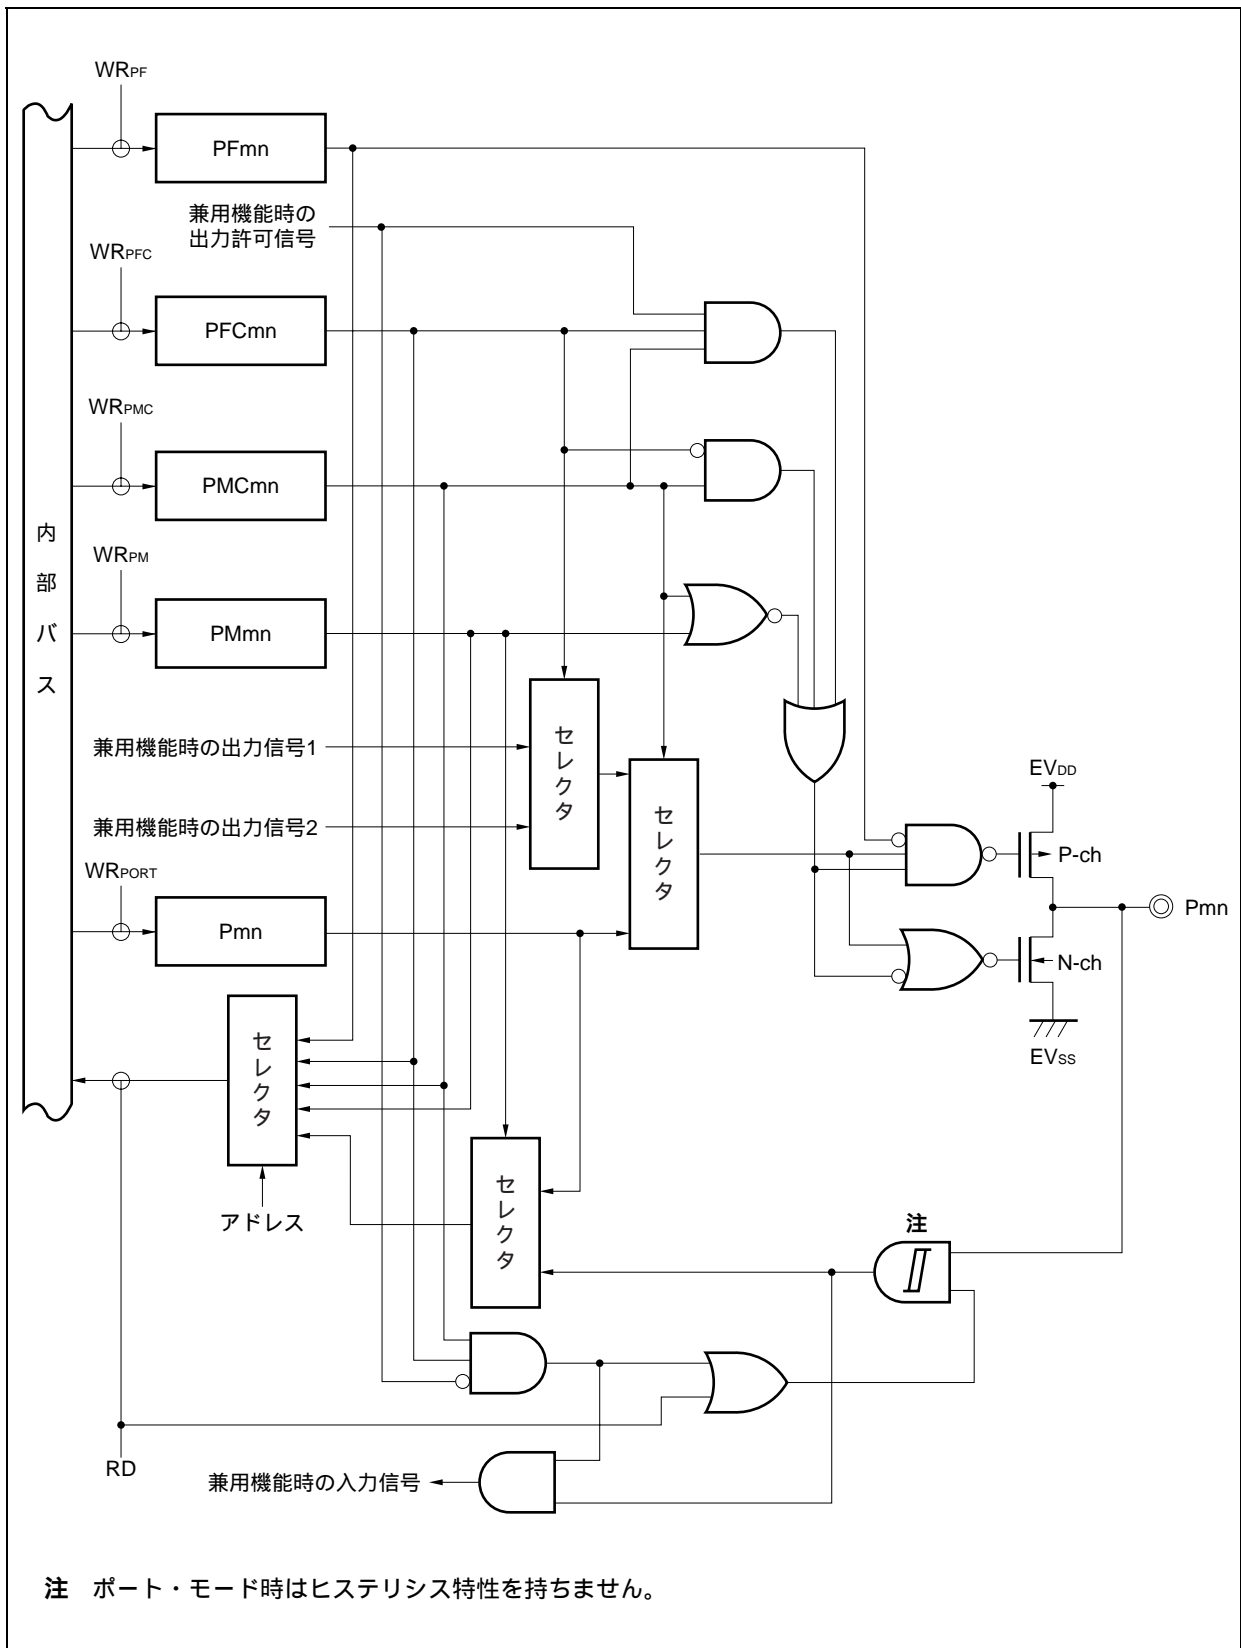 WRPF
PFmn
兼用機能時の
出力許可信号
WRPFC
PFCmn
WRPMC
PMCmn
WRPM
PMmn
内部バス
兼用機能時の出力信号1
兼用機能時の出力信号2
セレクタ
セレクタ
EVDD
P-ch
Pmn
N-ch
EVSS
WRPORT
Pmn
セレクタ
アドレス
セレクタ
注
RD
兼用機能時の入力信号
注 ポート・モード時はヒステリシス特性を持ちません。